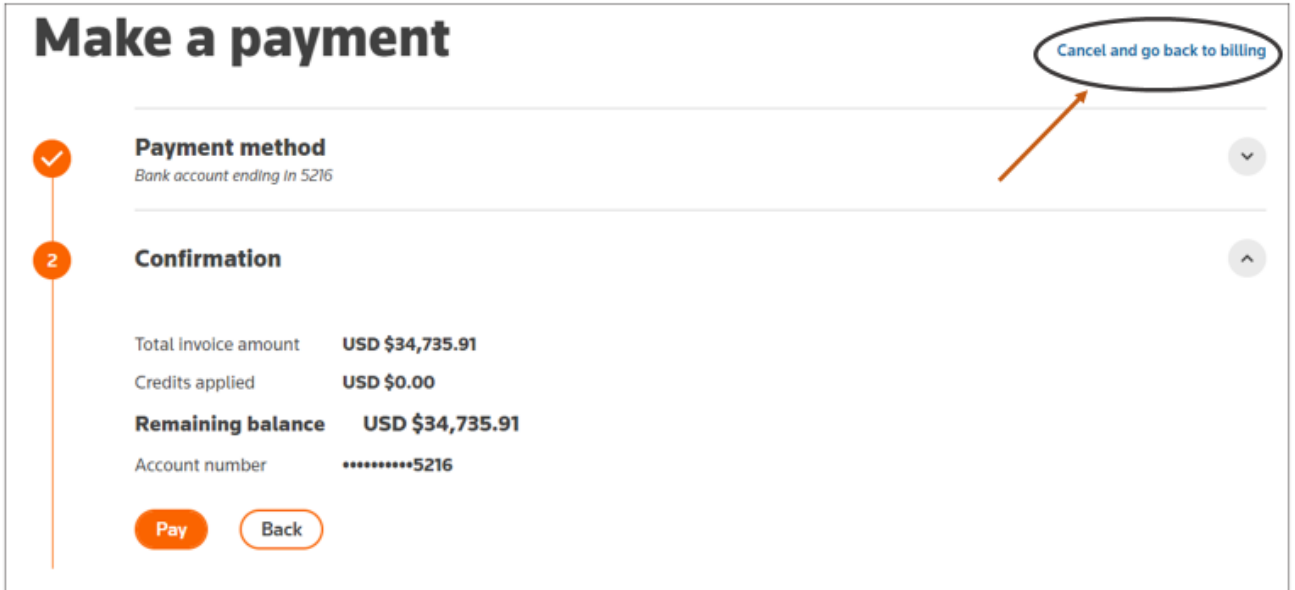 Make a payment
Cancel and go back to billing
Payment method
Bank account ending in 5216
2
Confirmation
Total invoice amount USD $34,735.91
Credits applied USD $0.00
Remaining balance USD $34,735.91
Account number ••••••••••5216
Pay Back